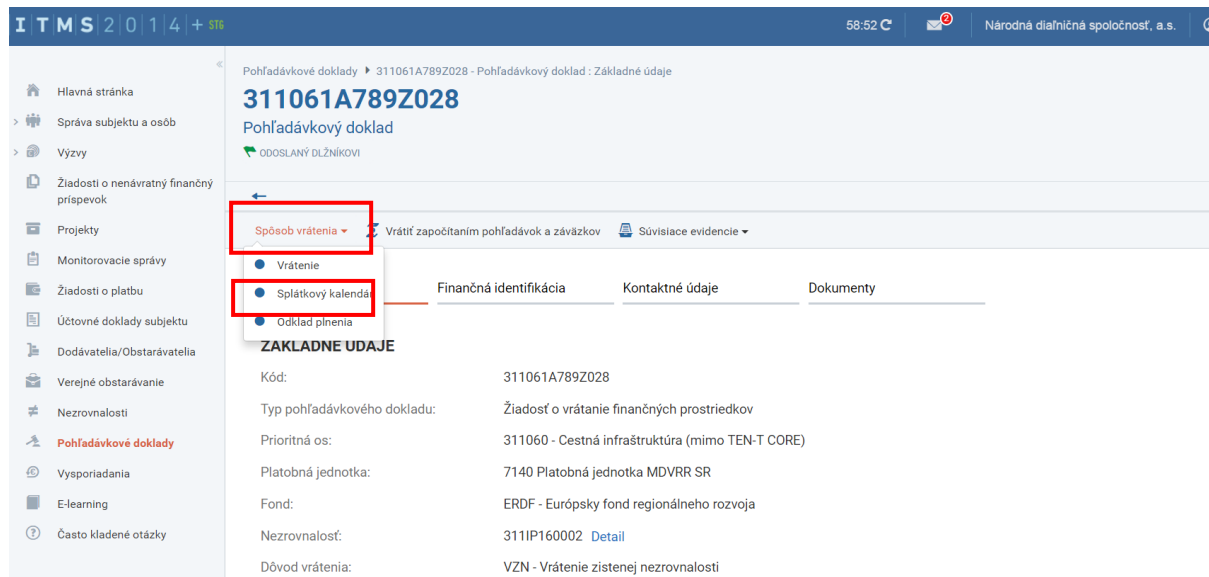 I|T|M|S|2|0|1|4|+ STG
58:52
2
Národná diaľničná spoločnosť, a.s.
Hlavná stránka
Správa subjektu a osôb
Výzvy
Žiadosti o nenávratný finančný
príspevok
Projekty
Monitorovacie správy
Žiadosti o platbu
Účtovné doklady subjektu
Dodávatelia/Obstarávatelia
Verejné obstarávanie
Nezrovnalosti
Pohľadávkové doklady
Vysporiadania
E-learning
Často kladené otázky
Pohľadávkové doklady 311061A789Z028 - Pohľadávkový doklad : Základné údaje
311061A789Z028
Pohľadávkový doklad
ODOSLANÝ DLŽNÍKOVI
Spôsob vrátenia Vrátiť započítaním pohľadávok a záväzkov Súvisiace evidencie
Vrátenie
Splátkový kalendár
Odklad plnenia
Finančná identifikácia Kontaktné údaje Dokumenty
ZÁKLADNÉ ÚDAJE
Kód: 311061A789Z028
Typ pohľadávkového dokladu: Žiadosť o vrátanie finančných prostriedkov
Prioritná os: 311060 - Cestná infraštruktúra (mimo TEN-T CORE)
Platobná jednotka: 7140 Platobná jednotka MDVRR SR
Fond: ERDF - Európsky fond regionálneho rozvoja
Nezrovnalosť: 311IP160002 Detail
Dôvod vrátenia: VZN - Vrátenie zistenej nezrovnalosti